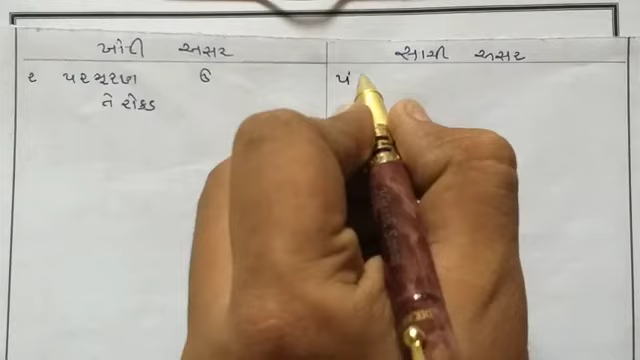 ખોટી અસર
સાચી અસર
૨ પરચૂરણ ઉ
તે રોકડ
પં